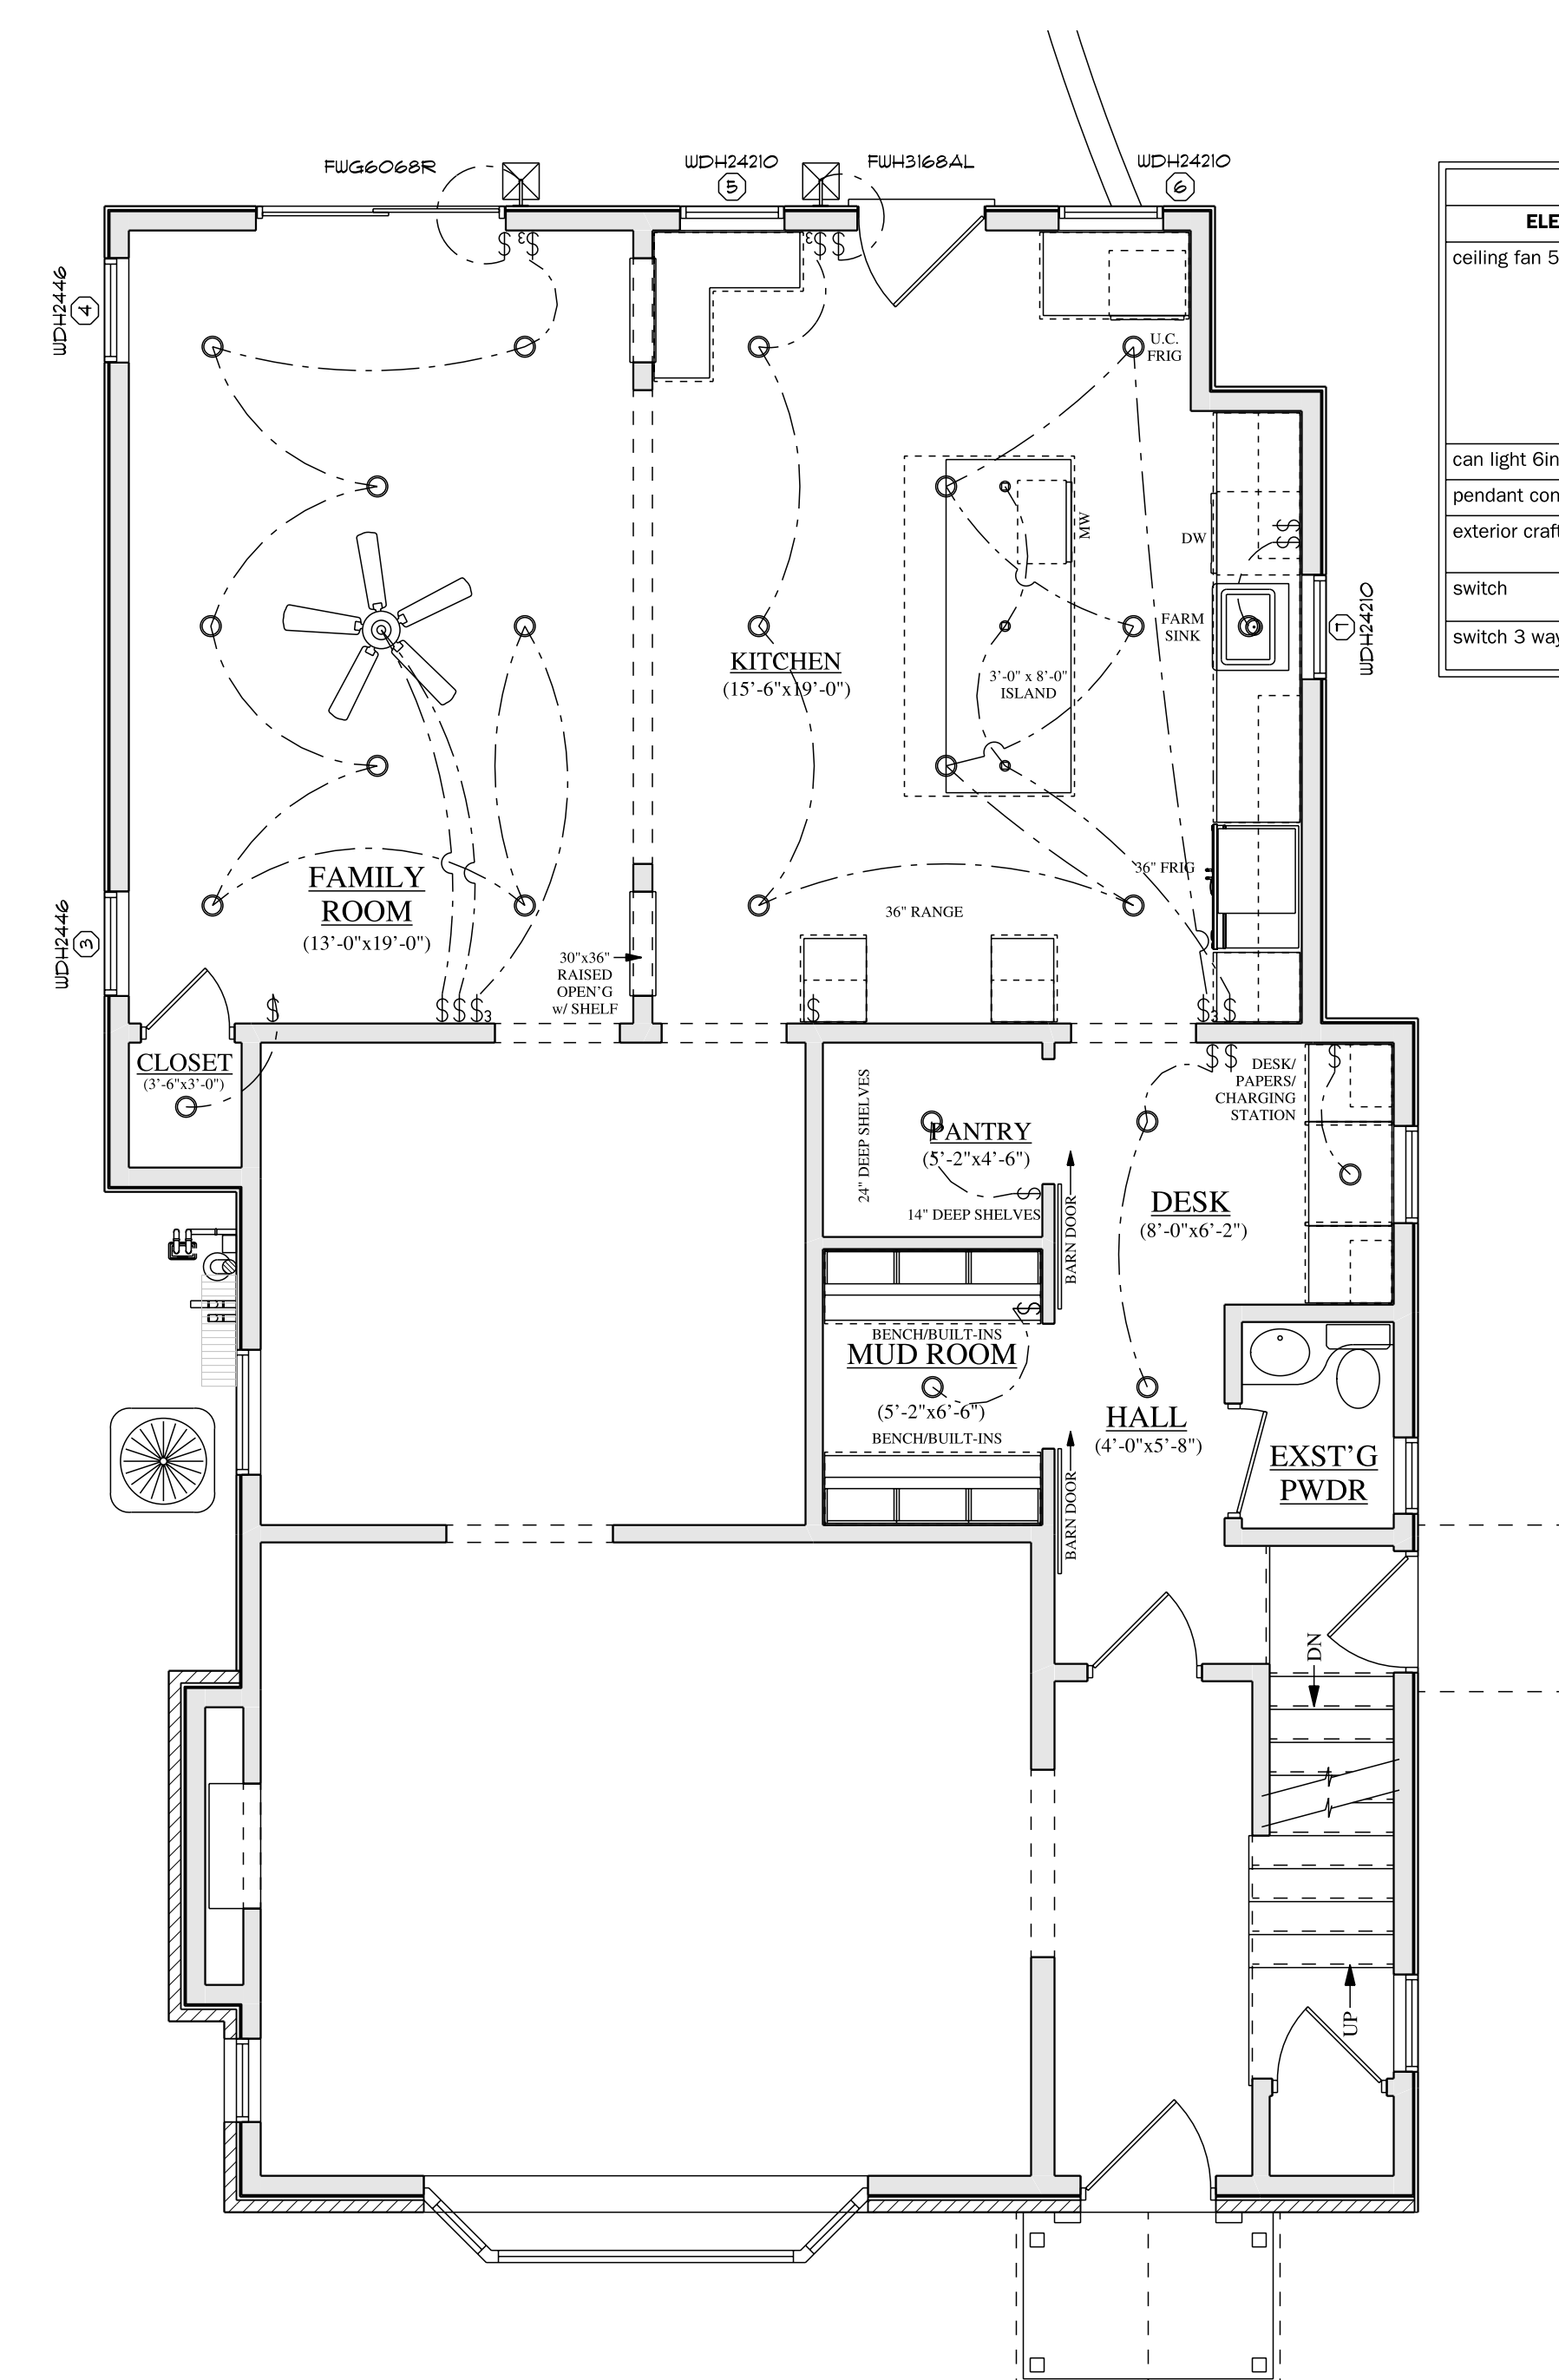 FWG6068R
WDH24210
5
FWH3168AL
WDH24210
6
ELE
ceiling fan 5
can light 6in
pendant con
exterior craft
switch
switch 3 way
WDH2446
4
$ $3
$3 $
U.C.
FRIG
MW
DW
$$
FARM
SINK
7
WDH24210
KITCHEN
(15'-6"x19'-0")
3'-0" x 8'-0"
ISLAND
FAMILY
ROOM
(13'-0"x19'-0")
36" FRIG
36" RANGE
WDH2446
3
30"x36"
RAISED
OPEN'G
w/ SHELF
$
$$$3
$
$3 $
CLOSET
(3'-6"x3'-0")
24" DEEP SHELVES
PANTRY
(5'-2"x4'-6")
$
14" DEEP SHELVES
BARN DOOR
$$
DESK/
PAPERS/
CHARGING
STATION
$
DESK
(8'-0"x6'-2")
$
BENCH/BUILT-INS
MUD ROOM
(5'-2"x6'-6")
BENCH/BUILT-INS
BARN DOOR
HALL
(4'-0"x5'-8")
EXST'G
PWDR
DN
UP